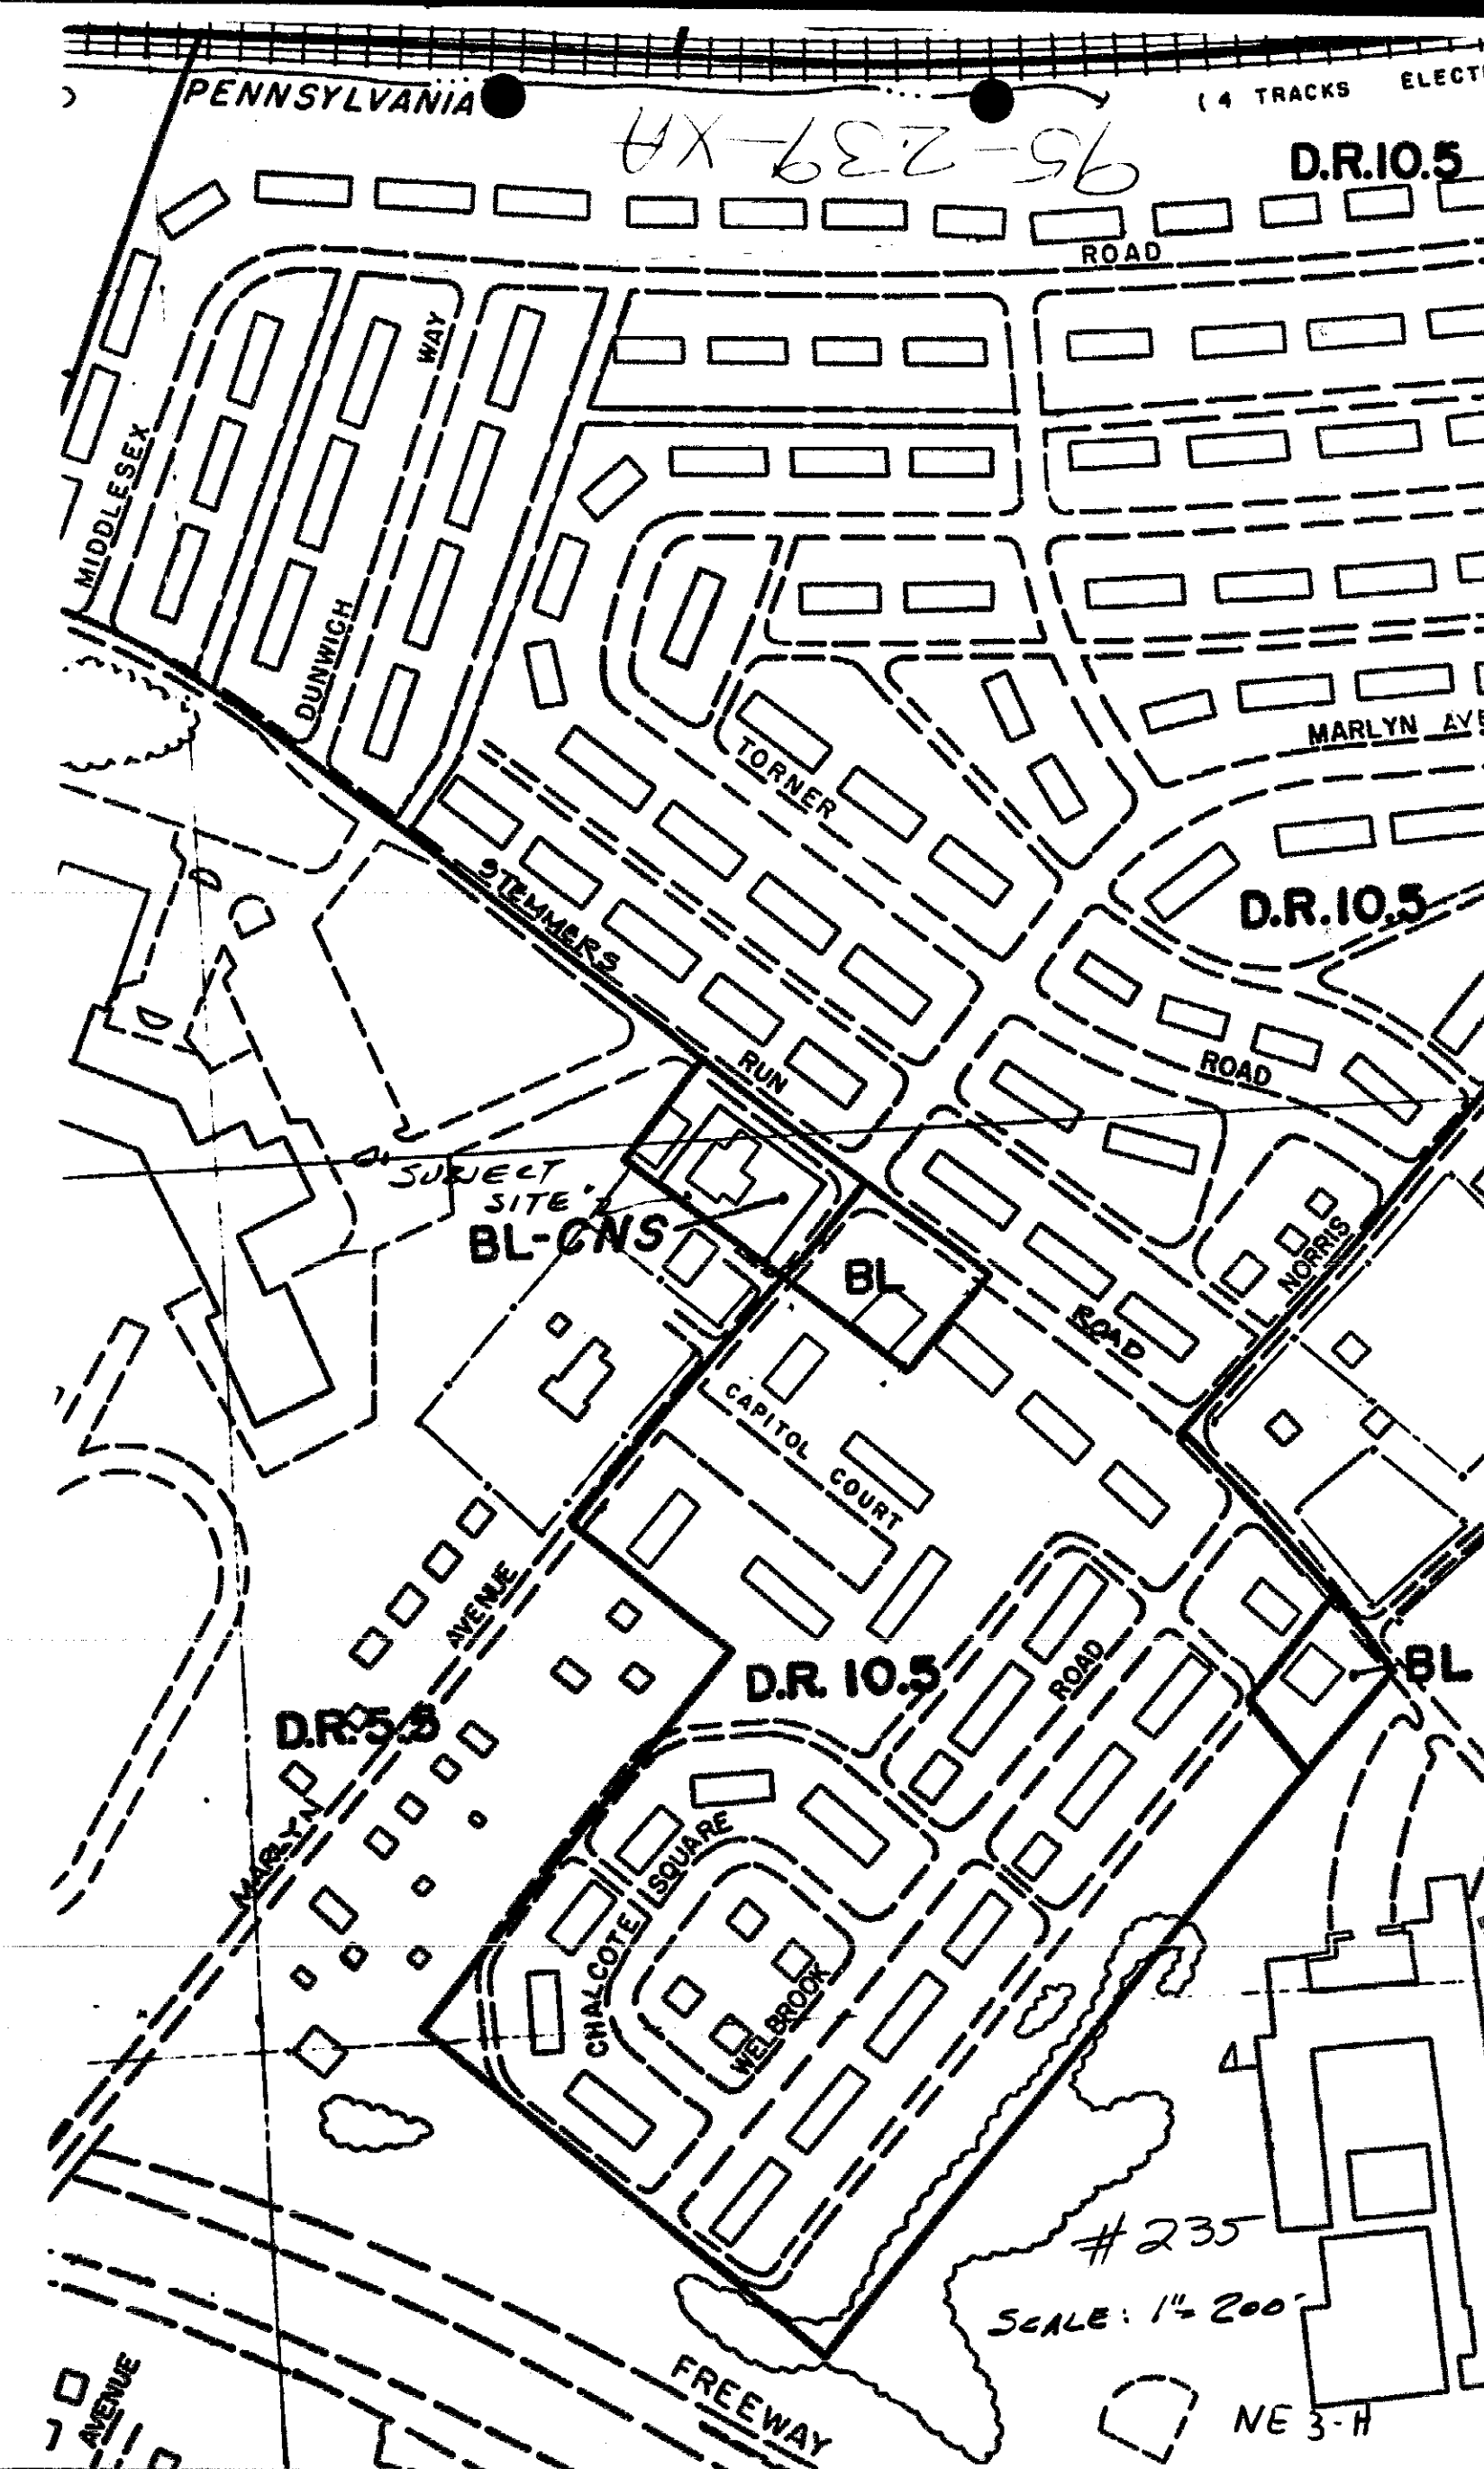 PENNSYLVANIA
( 4 TRACKS ELECT
95-239-XA
D.R.10.5
ROAD
WAY
MIDDLESEX
DUNWICH
MARLYN AVE
TORNER
D.R.10.5
STEMMERS
RUN
ROAD
SUBJECT
SITE
BL-CNS
BL
NORRIS
ROAD
CAPITOL COURT
AVENUE
D.R. 10.5
ROAD
BL
D.R.5.5
MARLYN
CHALCOTE SQUARE
WELBROOK
#235
SCALE: 1"=200'
FREEWAY
AVENUE
NE 3-H